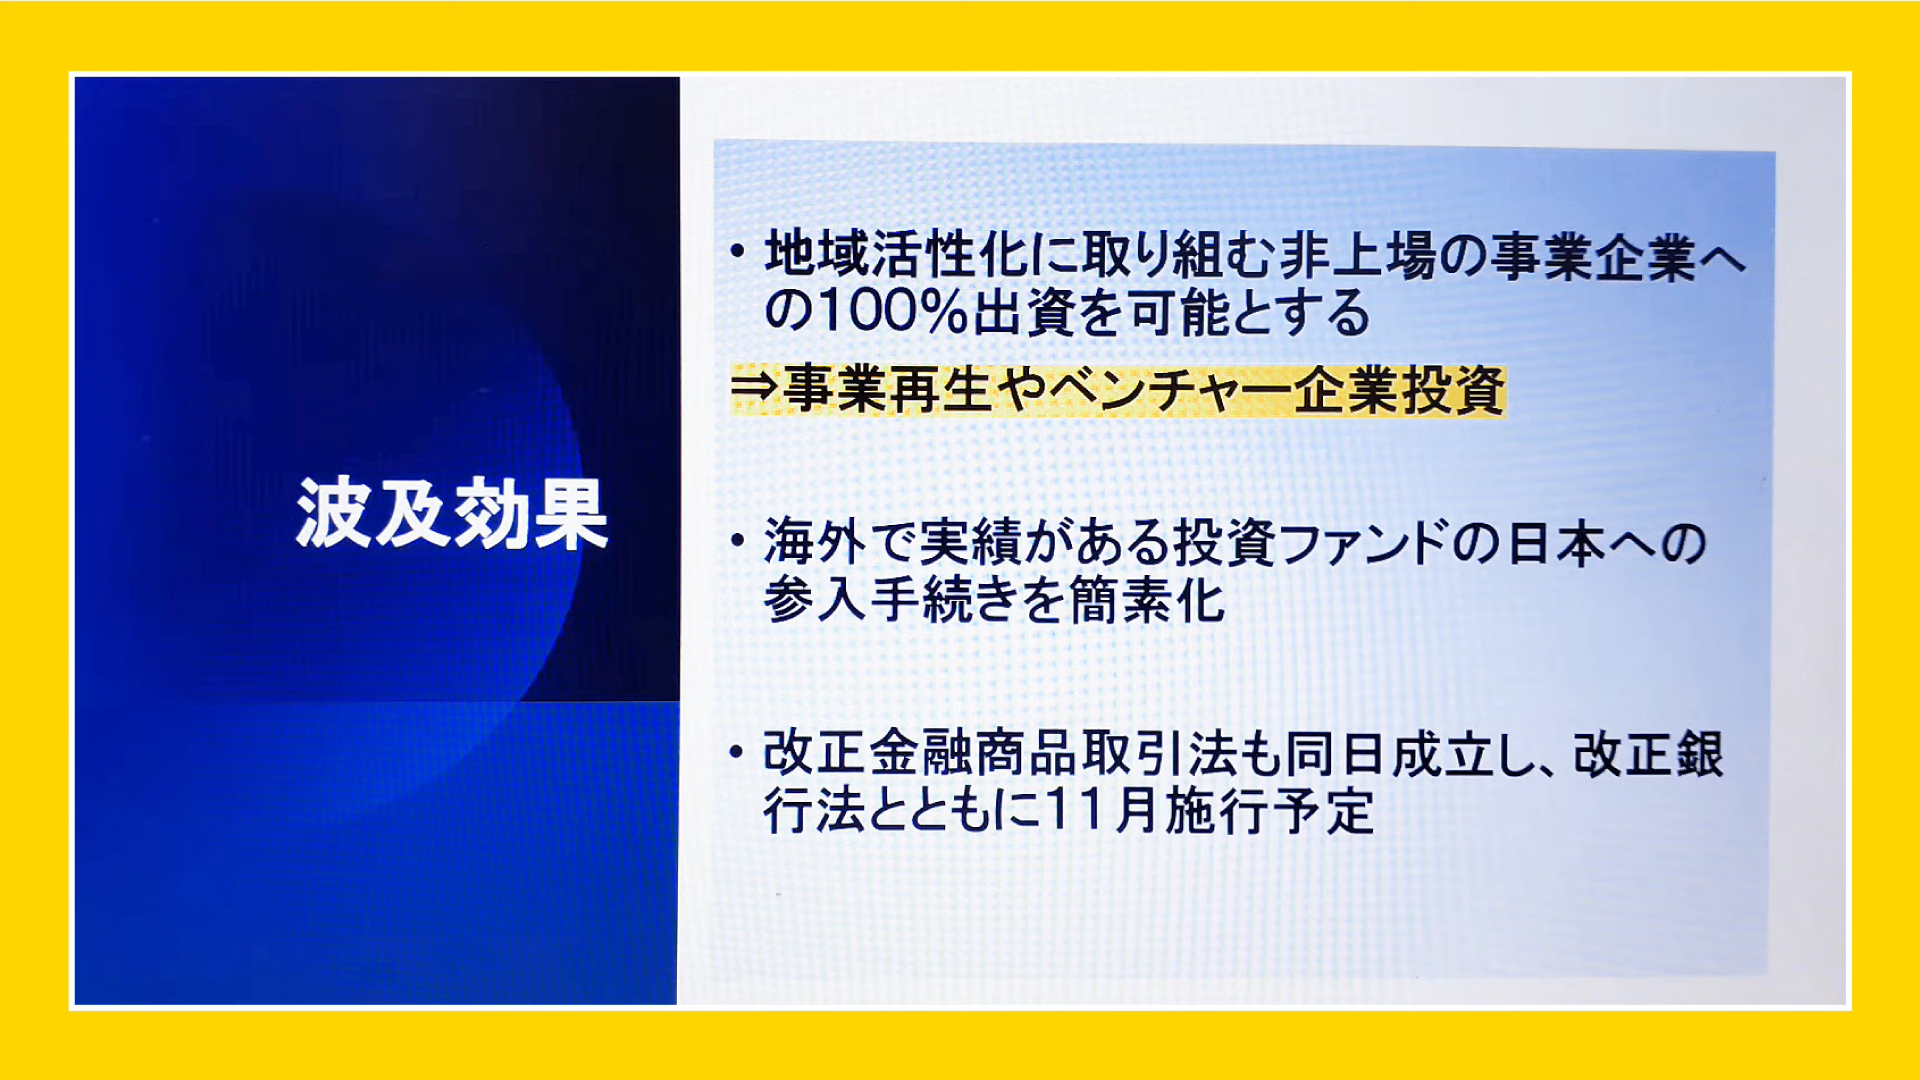 波及効果
・地域活性化に取り組む非上場の事業企業へ
の100%出資を可能とする
⇒事業再生やベンチャー企業投資
・海外で実績がある投資ファンドの日本への
参入手続きを簡素化
・改正金融商品取引法も同日成立し、改正銀
行法とともに11月施行予定